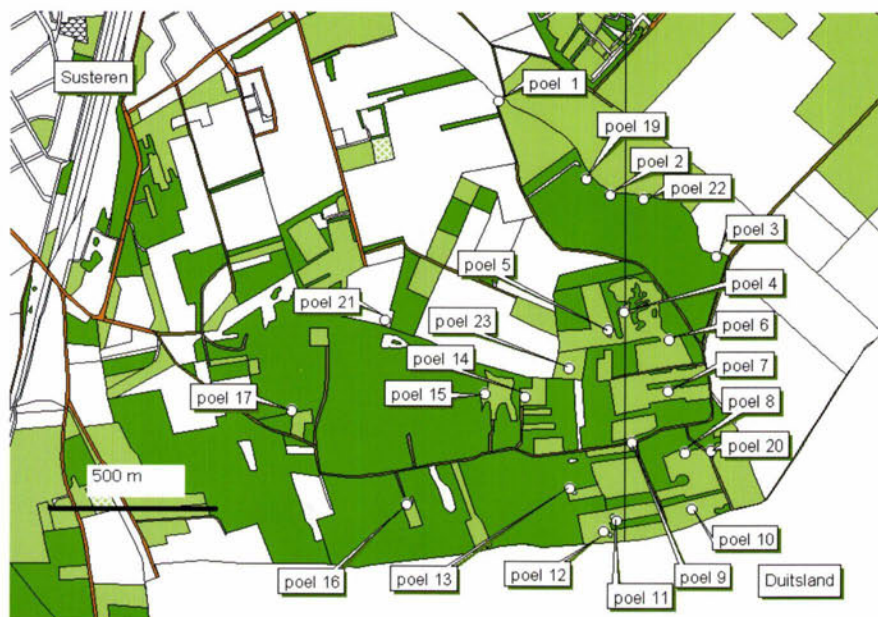 Susteren
poel 1
poel 19
poel 2
poel 22
poel 3
poel 5
poel 4
poel 21
poel 23
poel 6
poel 14
poel 7
poel 15
poel 17
poel 8
poel 20
500 m
poel 10
poel 16
poel 13
poel 12
poel 11
poel 9
Duitsland